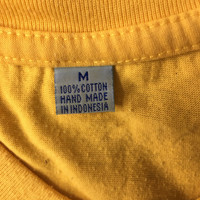 M
100% COTTON
HAND MADE
IN INDONESIA